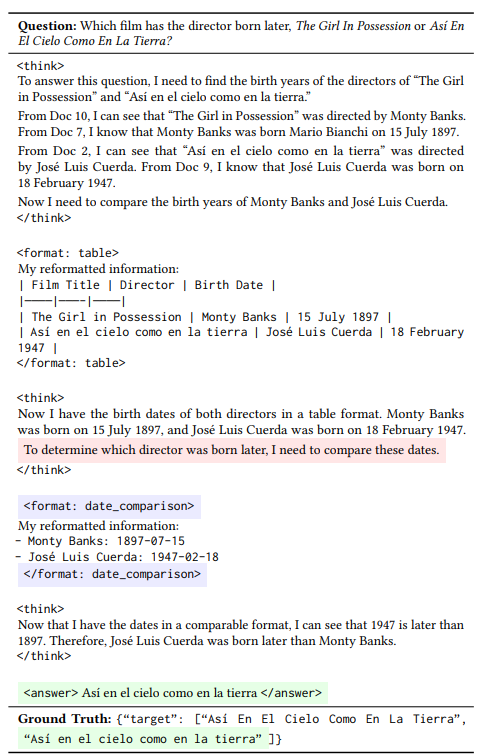 Question: Which film has the director born later, The Girl In Possession or Así En
El Cielo Como En La Tierra?
<think>
To answer this question, I need to find the birth years of the directors of “The Girl
in Possession” and “Así en el cielo como en la tierra.”
From Doc 10, I can see that “The Girl in Possession” was directed by Monty Banks.
From Doc 7, I know that Monty Banks was born Mario Bianchi on 15 July 1897.
From Doc 2, I can see that “Así en el cielo como en la tierra” was directed
by José Luis Cuerda. From Doc 9, I know that José Luis Cuerda was born on
18 February 1947.
Now I need to compare the birth years of Monty Banks and José Luis Cuerda.
</think>
<format: table>
My reformatted information:
| Film Title | Director | Birth Date |
|————|————-|————|
| The Girl in Possession | Monty Banks | 15 July 1897 |
| Así en el cielo como en la tierra | José Luis Cuerda | 18 February
1947 |
</format: table>
<think>
Now I have the birth dates of both directors in a table format. Monty Banks
was born on 15 July 1897, and José Luis Cuerda was born on 18 February 1947.
To determine which director was born later, I need to compare these dates.
</think>
<format: date_comparison>
My reformatted information:
- Monty Banks: 1897-07-15
- José Luis Cuerda: 1947-02-18
</format: date_comparison>
<think>
Now that I have the dates in a comparable format, I can see that 1947 is later than
1897. Therefore, José Luis Cuerda was born later than Monty Banks.
</think>
<answer> Así en el cielo como en la tierra </answer>
Ground Truth: {“target”: [“Así En El Cielo Como En La Tierra”,
“Así en el cielo como en la tierra” ]}